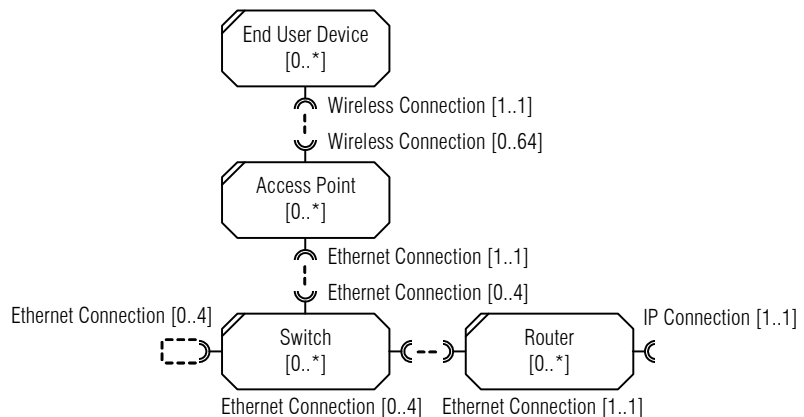 End User Device
[0..*]
Wireless Connection [1..1]
Wireless Connection [0..64]
Access Point
[0..*]
Ethernet Connection [1..1]
Ethernet Connection [0..4]
Ethernet Connection [0..4]
Switch
[0..*]
Router
[0..*]
IP Connection [1..1]
Ethernet Connection [0..4]
Ethernet Connection [1..1]